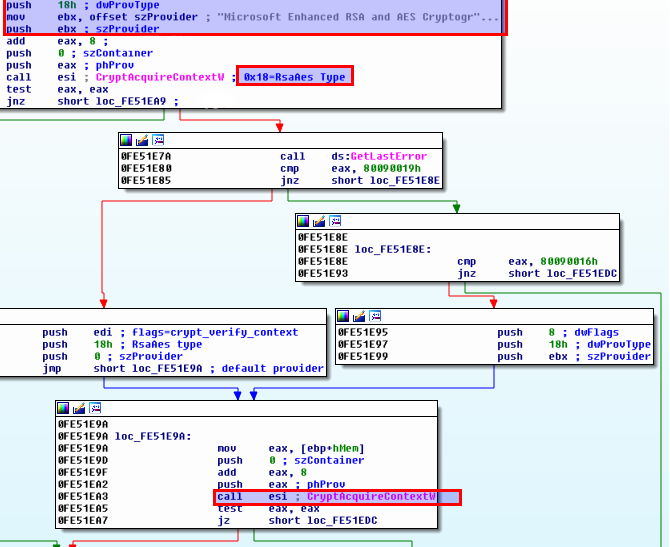 push 18h ; dwProvType
mov ebx, offset szProvider ; "Microsoft Enhanced RSA and AES Cryptogr"...
push ebx ; szProvider
add eax, 8 ;
push 0 ; szContainer
push eax ; phProv
call esi ; CryptAcquireContextW ; 0x18=RsaAes Type
test eax, eax
jnz short loc_FE51EA9 ;
0FE51E7A call ds:GetLastError
0FE51E80 cmp eax, 80090019h
0FE51E85 jnz short loc_FE51E8E
0FE51E8E
0FE51E8E loc_FE51E8E:
0FE51E8E cmp eax, 80090016h
0FE51E93 jnz short loc_FE51EDC
push edi ; flags=crypt_verify_context
push 18h ; RsaAes type
push 0 ; szProvider
jmp short loc_FE51E9A ; default provider
0FE51E95 push 8 ; dwFlags
0FE51E97 push 18h ; dwProvType
0FE51E99 push ebx ; szProvider
0FE51E9A
0FE51E9A loc_FE51E9A:
0FE51E9A mov eax, [ebp+hMem]
0FE51E9D push 0 ; szContainer
0FE51E9F add eax, 8
0FE51EA2 push eax ; phProv
0FE51EA3 call esi ; CryptAcquireContextW
0FE51EA5 test eax, eax
0FE51EA7 jz short loc_FE51EDC